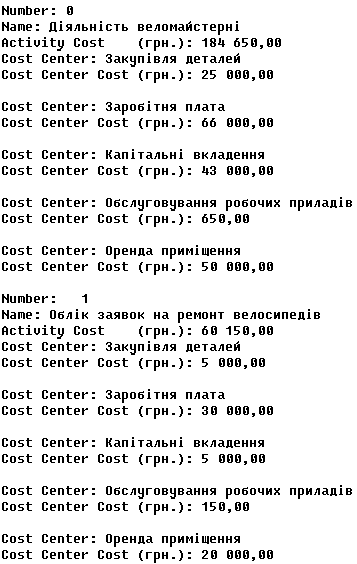 Number: 0
Name: Діяльність веломайстерні
Activity Cost    (грн.): 184 650,00
Cost Center: Закупівля деталей
Cost Center Cost (грн.): 25 000,00
Cost Center: Заробітня плата
Cost Center Cost (грн.): 66 000,00
Cost Center: Капітальні вкладення
Cost Center Cost (грн.): 43 000,00
Cost Center: Обслуговування робочих приладів
Cost Center Cost (грн.): 650,00
Cost Center: Оренда приміщення
Cost Center Cost (грн.): 50 000,00
Number:   1
Name: Облік заявок на ремонт велосипедів
Activity Cost    (грн.): 60 150,00
Cost Center: Закупівля деталей
Cost Center Cost (грн.): 5 000,00
Cost Center: Заробітня плата
Cost Center Cost (грн.): 30 000,00
Cost Center: Капітальні вкладення
Cost Center Cost (грн.): 5 000,00
Cost Center: Обслуговування робочих приладів
Cost Center Cost (грн.): 150,00
Cost Center: Оренда приміщення
Cost Center Cost (грн.): 20 000,00